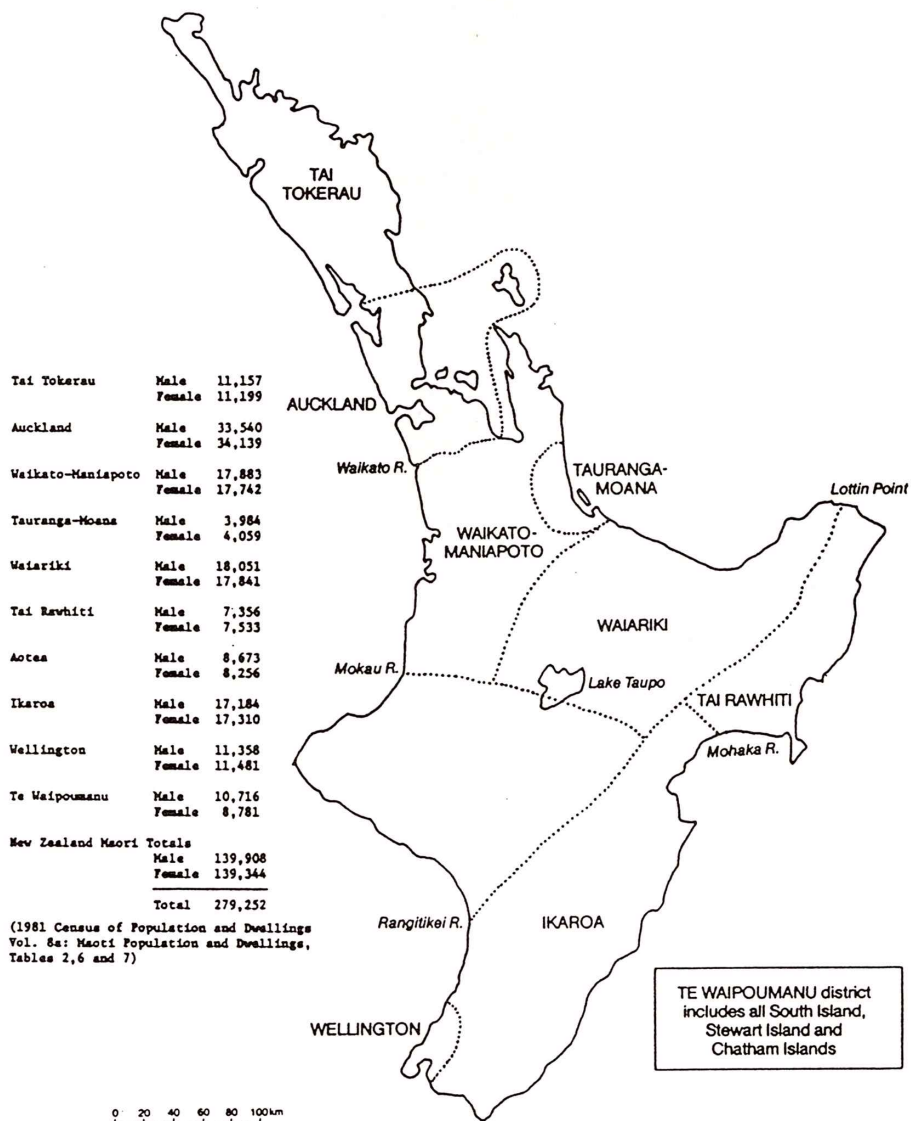 TAI
TOKERAU
AUCKLAND
Waikato R.
TAURANGA-
MOANA
Lottin Point
WAIKATO-
MANIAPOTO
WAIARIKI
Mokau R.
Lake Taupo
TAI RAWHITI
Mohaka R.
Rangitikei R.
IKAROA
WELLINGTON
TE WAIPOUMANU district
includes all South Island,
Stewart Island and
Chatham Islands
0 20 40 60 80 100km
Tai Tokerau Male 11,157
Female 11,199
Auckland Male 33,540
Female 34,139
Waikato-Maniapoto Male 17,883
Female 17,742
Tauranga-Moana Male 3,984
Female 4,059
Waiariki Male 18,051
Female 17,841
Tai Rawhiti Male 7,356
Female 7,533
Aotea Male 8,673
Female 8,256
Ikaroa Male 17,184
Female 17,310
Wellington Male 11,358
Female 11,481
Te Waipoumanu Male 10,716
Female 8,781
New Zealand Maori Totals
Male 139,908
Female 139,344
Total 279,252
(1981 Census of Population and Dwellings
Vol. 8a: Maoti Population and Dwellings,
Tables 2,6 and 7)